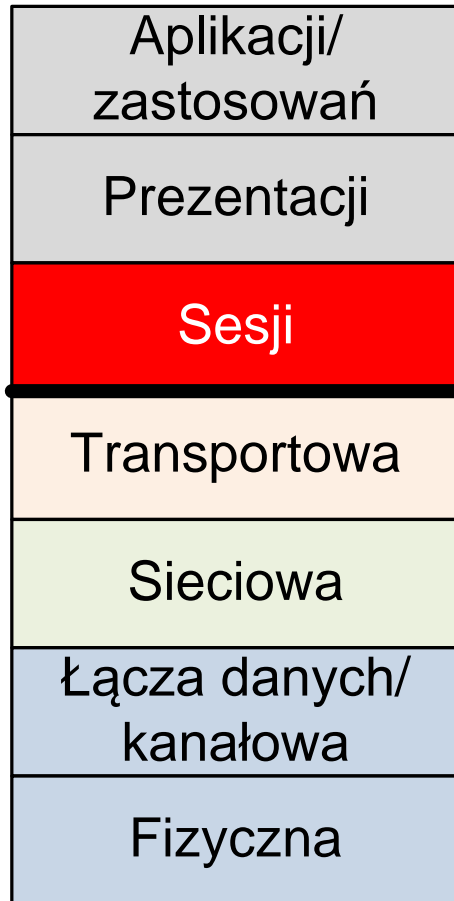 Aplikacji/
zastosowań
Prezentacji
Sesji
Transportowa
Sieciowa
Łącza danych/
kanałowa
Fizyczna